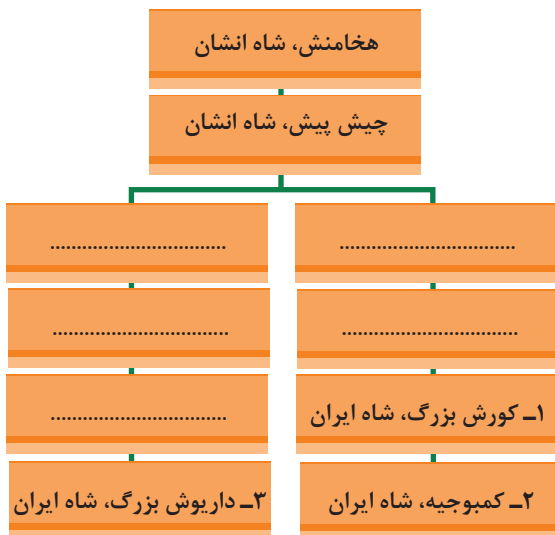 هخامنش، شاه انشان
چیش پیش، شاه انشان
.................................
.................................
.................................
.................................
۱ـ کورش بزرگ، شاه ایران
.................................
۲ـ کمبوجیه، شاه ایران
۳ـ داریوش بزرگ، شاه ایران